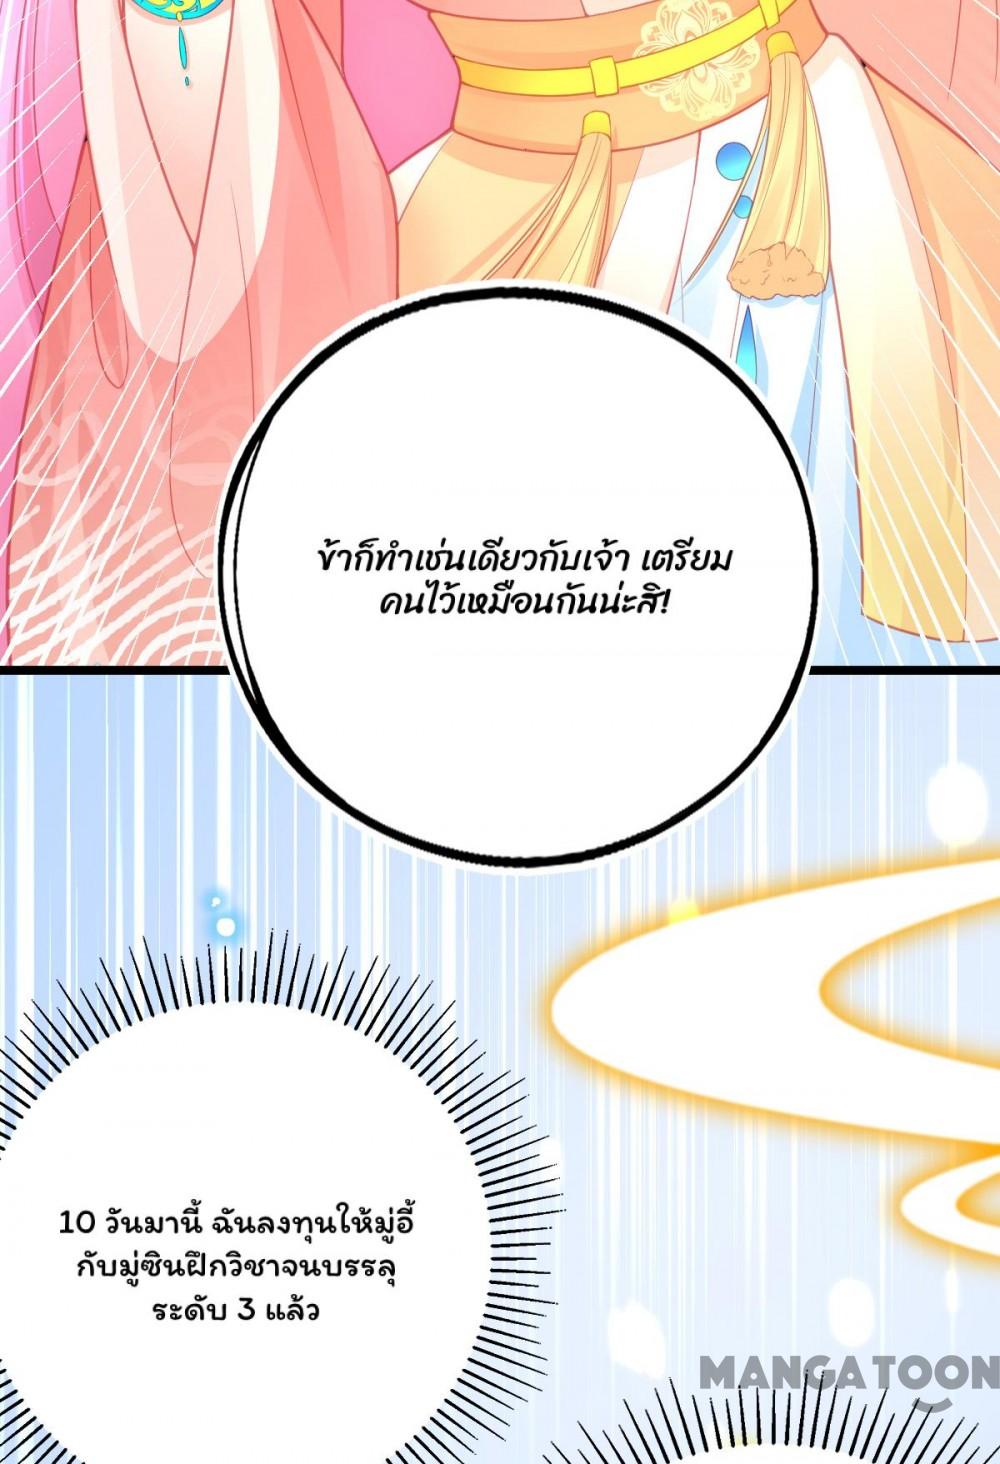 ข้าก็ทำเช่นเดียวกับเจ้า เตรียม
คนไว้เหมือนกันน่ะสิ!
10 วันมานี้ ฉันลงทุนให้มู่อี้
กับมู่ซินฝึกวิชาจนบรรลุ
ระดับ 3 แล้ว
MANGATOON